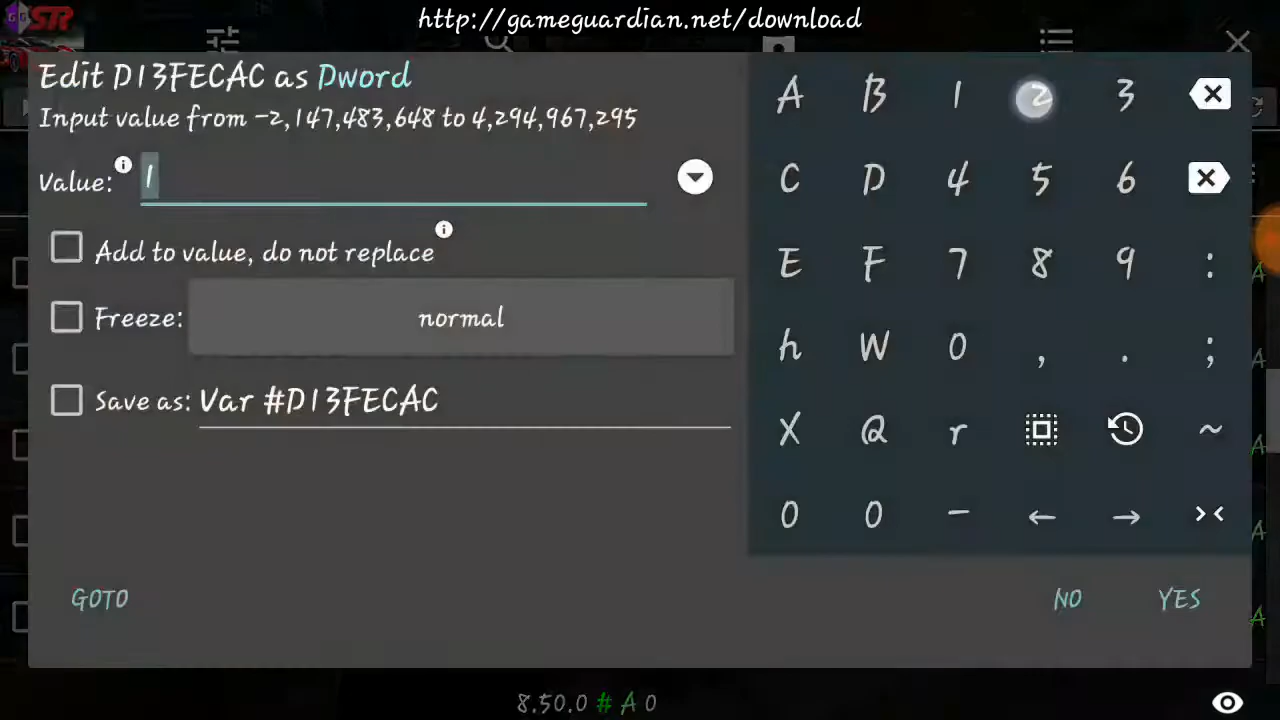 http://gameguardian.net/download
STR
Edit D13FECAC as Dword
Input value from -2,147,483,648 to 4,294,967,295
Value: 1
Add to value, do not replace
Freeze: normal
Save as: Var #D13FECAC
A B 1 2 3
C D 4 5 6
E F 7 8 9 :
h W 0 , . ;
X Q r ~
0 0 - ← → ><
GOTO NO YES
8.50.0 # A 0
A
A
A
A
A